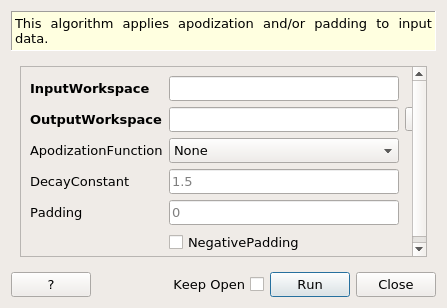 This algorithm applies apodization and/or padding to input
data.
InputWorkspace
OutputWorkspace
ApodizationFunction None
DecayConstant 1.5
Padding 0
NegativePadding
? Keep Open Run Close